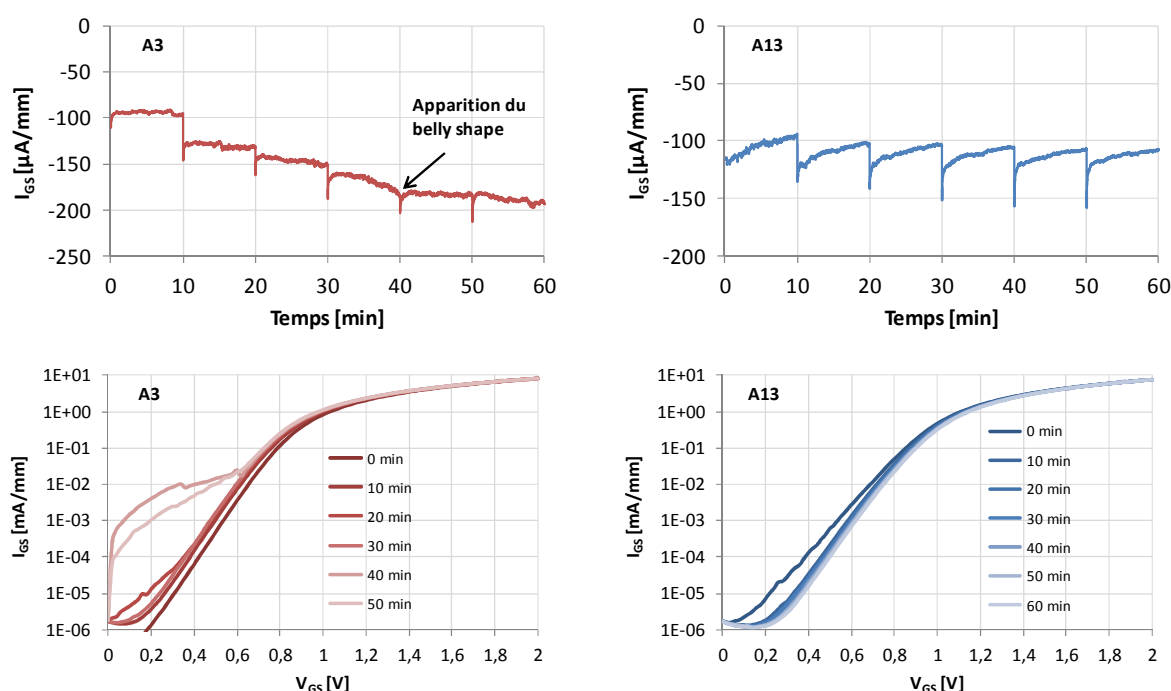 A3
0
-50
-100
-150
-200
-250
I_GS [µA/mm]
Apparition du
belly shape
0 10 20 30 40 50 60
Temps [min]
A13
0
-50
-100
-150
-200
I_GS [µA/mm]
0 10 20 30 40 50 60
Temps [min]
A3
1E+01
1E+00
1E-01
1E-02
1E-03
1E-04
1E-05
1E-06
I_GS [mA/mm]
0 min
10 min
20 min
30 min
40 min
50 min
0 0,2 0,4 0,6 0,8 1 1,2 1,4 1,6 1,8 2
V_GS [V]
A13
1E+01
1E+00
1E-01
1E-02
1E-03
1E-04
1E-05
1E-06
I_GS [mA/mm]
0 min
10 min
20 min
30 min
40 min
50 min
60 min
0 0,2 0,4 0,6 0,8 1 1,2 1,4 1,6 1,8 2
V_GS [V]